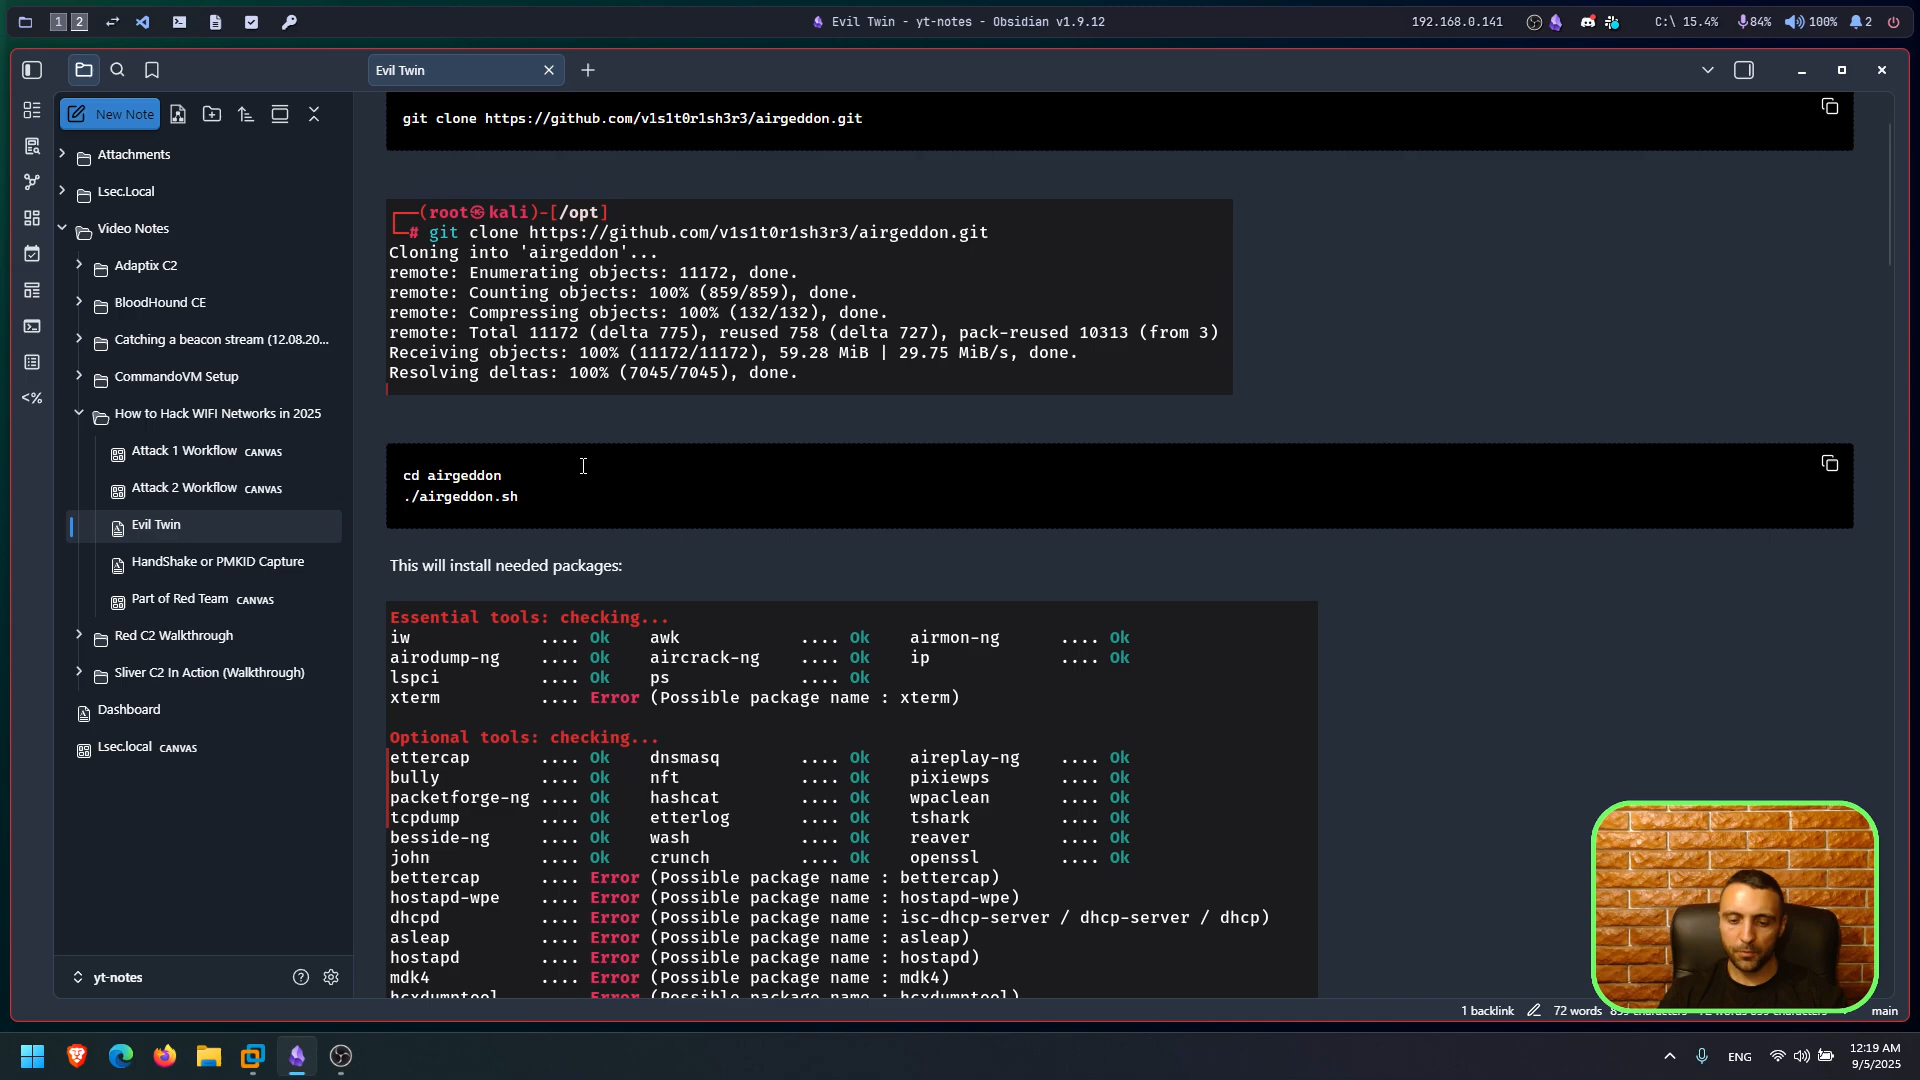 1 2
Evil Twin - yt-notes - Obsidian v1.9.12
192.168.0.141
C:\ 15.4%
84%
100%
2
Evil Twin
New Note
Attachments
Lsec.Local
Video Notes
Adaptix C2
BloodHound CE
Catching a beacon stream (12.08.20...
CommandoVM Setup
How to Hack WIFI Networks in 2025
Attack 1 Workflow CANVAS
Attack 2 Workflow CANVAS
Evil Twin
HandShake or PMKID Capture
Part of Red Team CANVAS
Red C2 Walkthrough
Sliver C2 In Action (Walkthrough)
Dashboard
Lsec.local CANVAS
yt-notes
<%
git clone https://github.com/v1s1t0r1sh3r3/airgeddon.git
(root㉿kali)-[/opt]
# git clone https://github.com/v1s1t0r1sh3r3/airgeddon.git
Cloning into 'airgeddon'...
remote: Enumerating objects: 11172, done.
remote: Counting objects: 100% (859/859), done.
remote: Compressing objects: 100% (132/132), done.
remote: Total 11172 (delta 775), reused 758 (delta 727), pack-reused 10313 (from 3)
Receiving objects: 100% (11172/11172), 59.28 MiB | 29.75 MiB/s, done.
Resolving deltas: 100% (7045/7045), done.
cd airgeddon
./airgeddon.sh
This will install needed packages:
Essential tools: checking...
iw .... Ok awk .... Ok airmon-ng .... Ok
airodump-ng .... Ok aircrack-ng .... Ok ip .... Ok
lspci .... Ok ps .... Ok
xterm .... Error (Possible package name : xterm)
Optional tools: checking...
ettercap .... Ok dnsmasq .... Ok aireplay-ng .... Ok
bully .... Ok nft .... Ok pixiewps .... Ok
packetforge-ng .... Ok hashcat .... Ok wpaclean .... Ok
tcpdump .... Ok etterlog .... Ok tshark .... Ok
besside-ng .... Ok wash .... Ok reaver .... Ok
john .... Ok crunch .... Ok openssl .... Ok
bettercap .... Error (Possible package name : bettercap)
hostapd-wpe .... Error (Possible package name : hostapd-wpe)
dhcpd .... Error (Possible package name : isc-dhcp-server / dhcp-server / dhcp)
asleap .... Error (Possible package name : asleap)
hostapd .... Error (Possible package name : hostapd)
mdk4 .... Error (Possible package name : mdk4)
hcxdumptool .... Error (Possible package name : hcxdumptool)
1 backlink
72 words
main
ENG
12:19 AM
9/5/2025